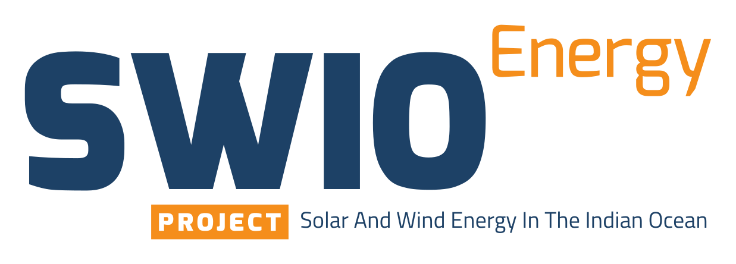 SWIO Energy
PROJECT Solar And Wind Energy In The Indian Ocean